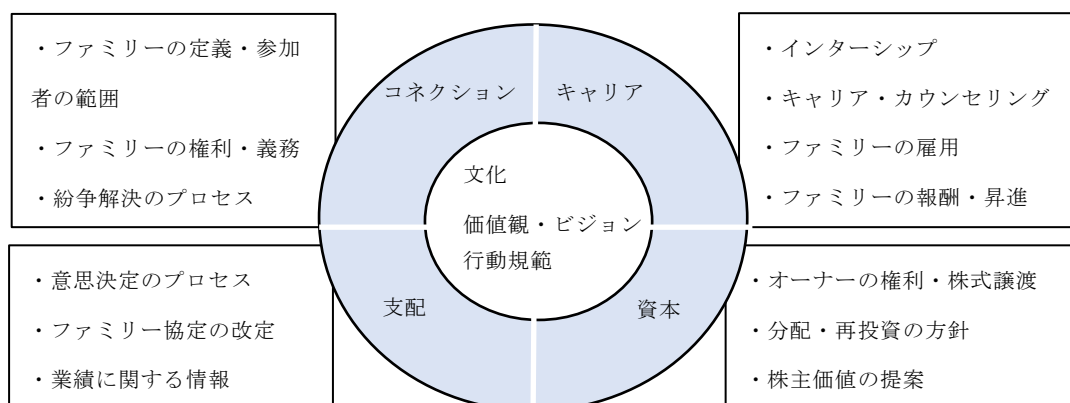 ・ファミリーの定義・参加
者の範囲
・ファミリーの権利・義務
・紛争解決のプロセス
コネクション
キャリア
・インターシップ
・キャリア・カウンセリング
・ファミリーの雇用
・ファミリーの報酬・昇進
文化
価値観・ビジョン
行動規範
・意思決定のプロセス
・ファミリー協定の改定
・業績に関する情報
支配
資本
・オーナーの権利・株式譲渡
・分配・再投資の方針
・株主価値の提案